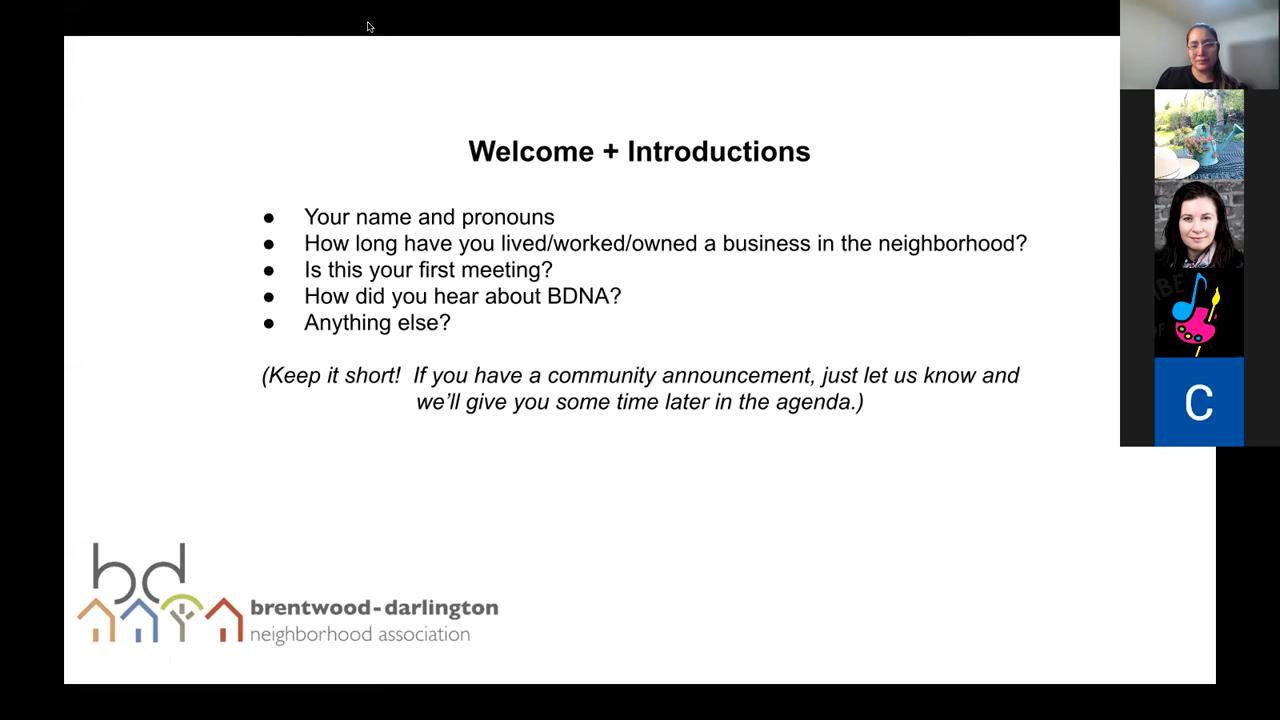 Welcome + Introductions
● Your name and pronouns
● How long have you lived/worked/owned a business in the neighborhood?
● Is this your first meeting?
● How did you hear about BDNA?
● Anything else?
(Keep it short! If you have a community announcement, just let us know and
we'll give you some time later in the agenda.)
bd
brentwood-darlington
neighborhood association
C